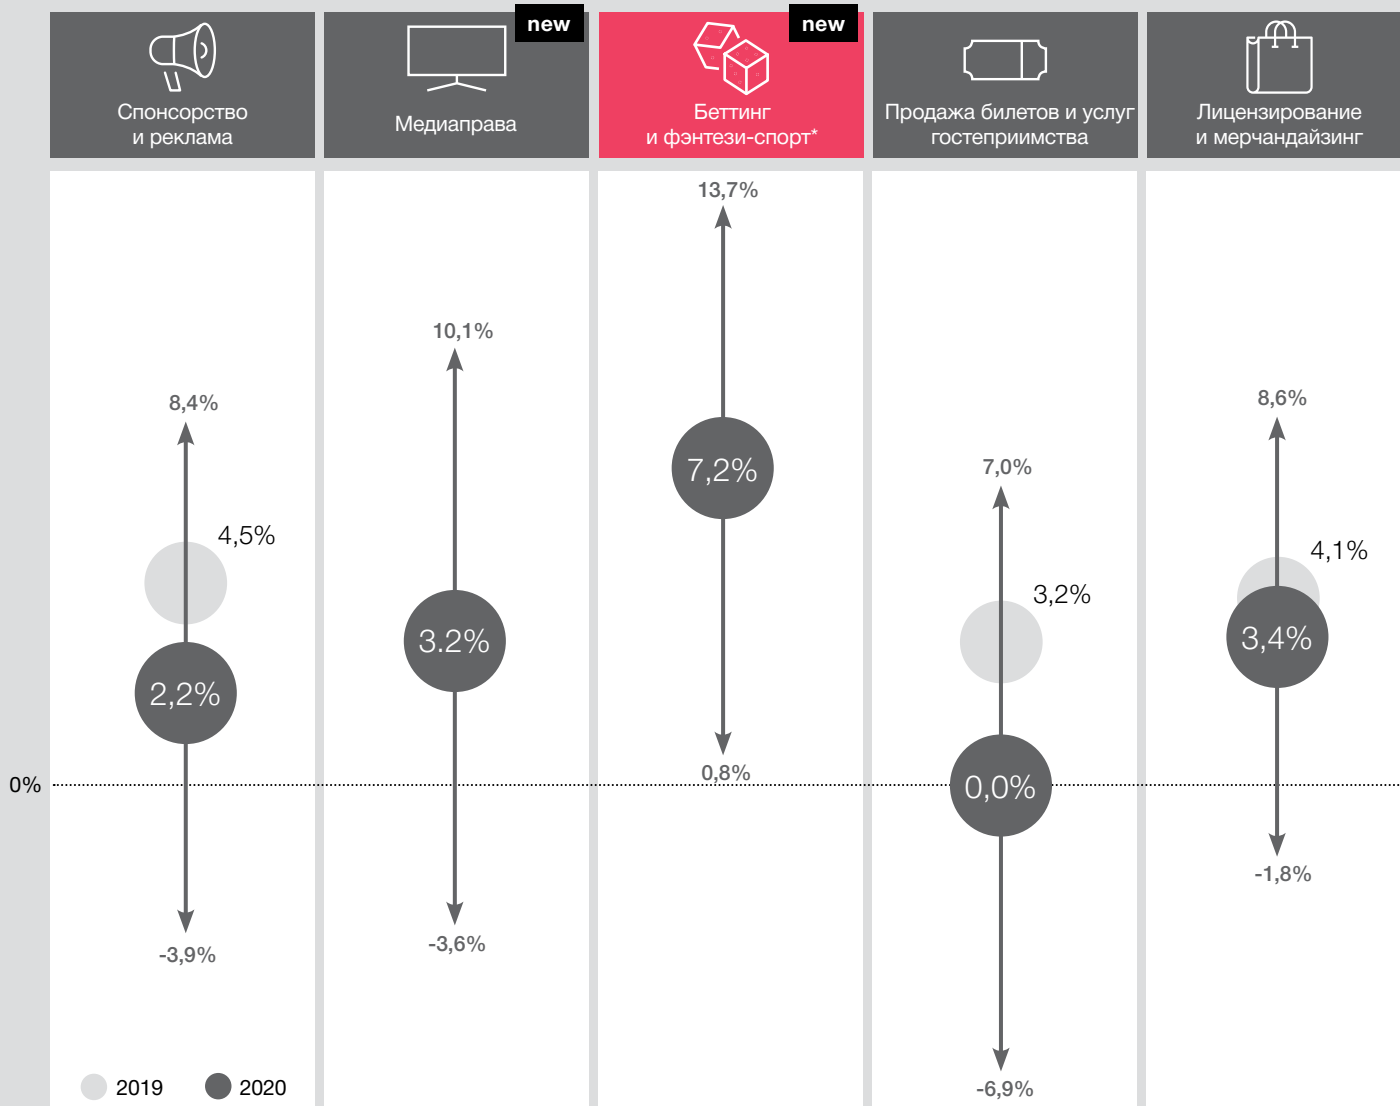 new
new
Спонсорство
и реклама
Медиаправа
Беттинг
и фэнтези-спорт*
Продажа билетов и услуг
гостеприимства
Лицензирование
и мерчандайзинг
13,7%
10,1%
8,4%
8,6%
7,0%
7,2%
4,5%
4,1%
3,2%
3.2%
3,4%
2,2%
0,8%
0%
0,0%
-1,8%
-3,6%
-3,9%
-6,9%
2019
2020